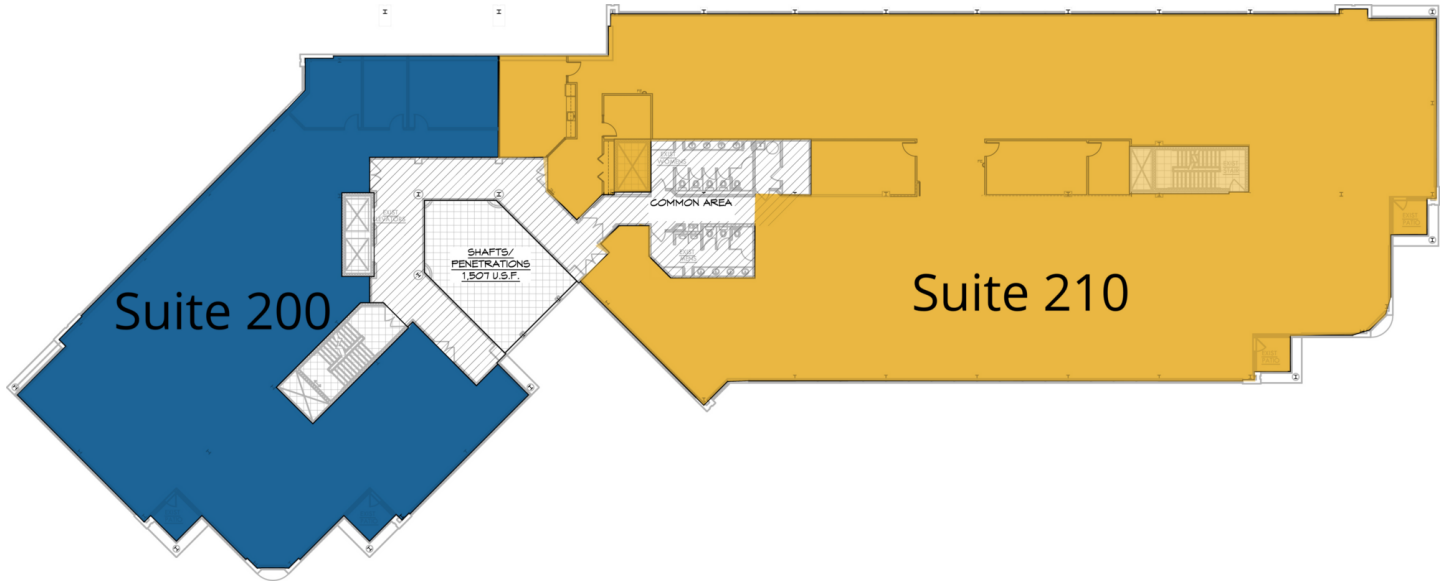 COMMON AREA
SHAFTS/
PENETRATIONS
1,507 U.S.F.
Suite 200
Suite 210